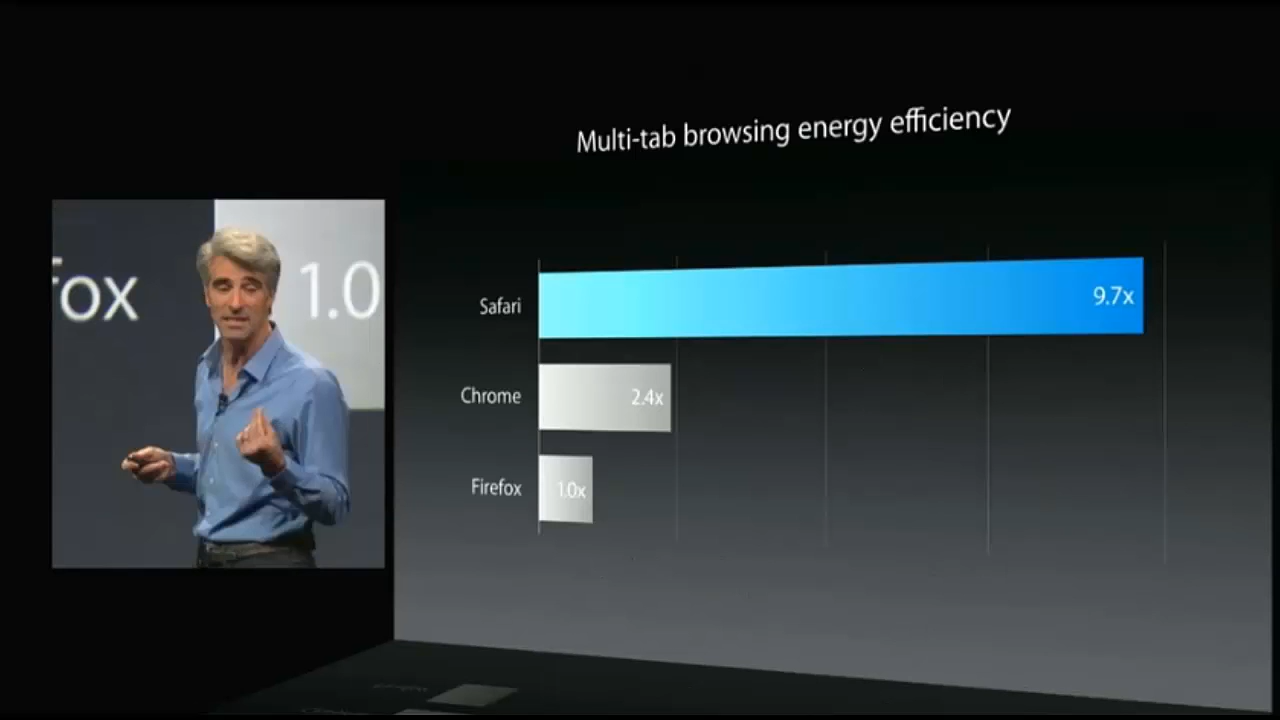 Multi-tab browsing energy efficiency
fox
1.0
Safari
9.7x
Chrome
2.4x
Firefox
1.0x